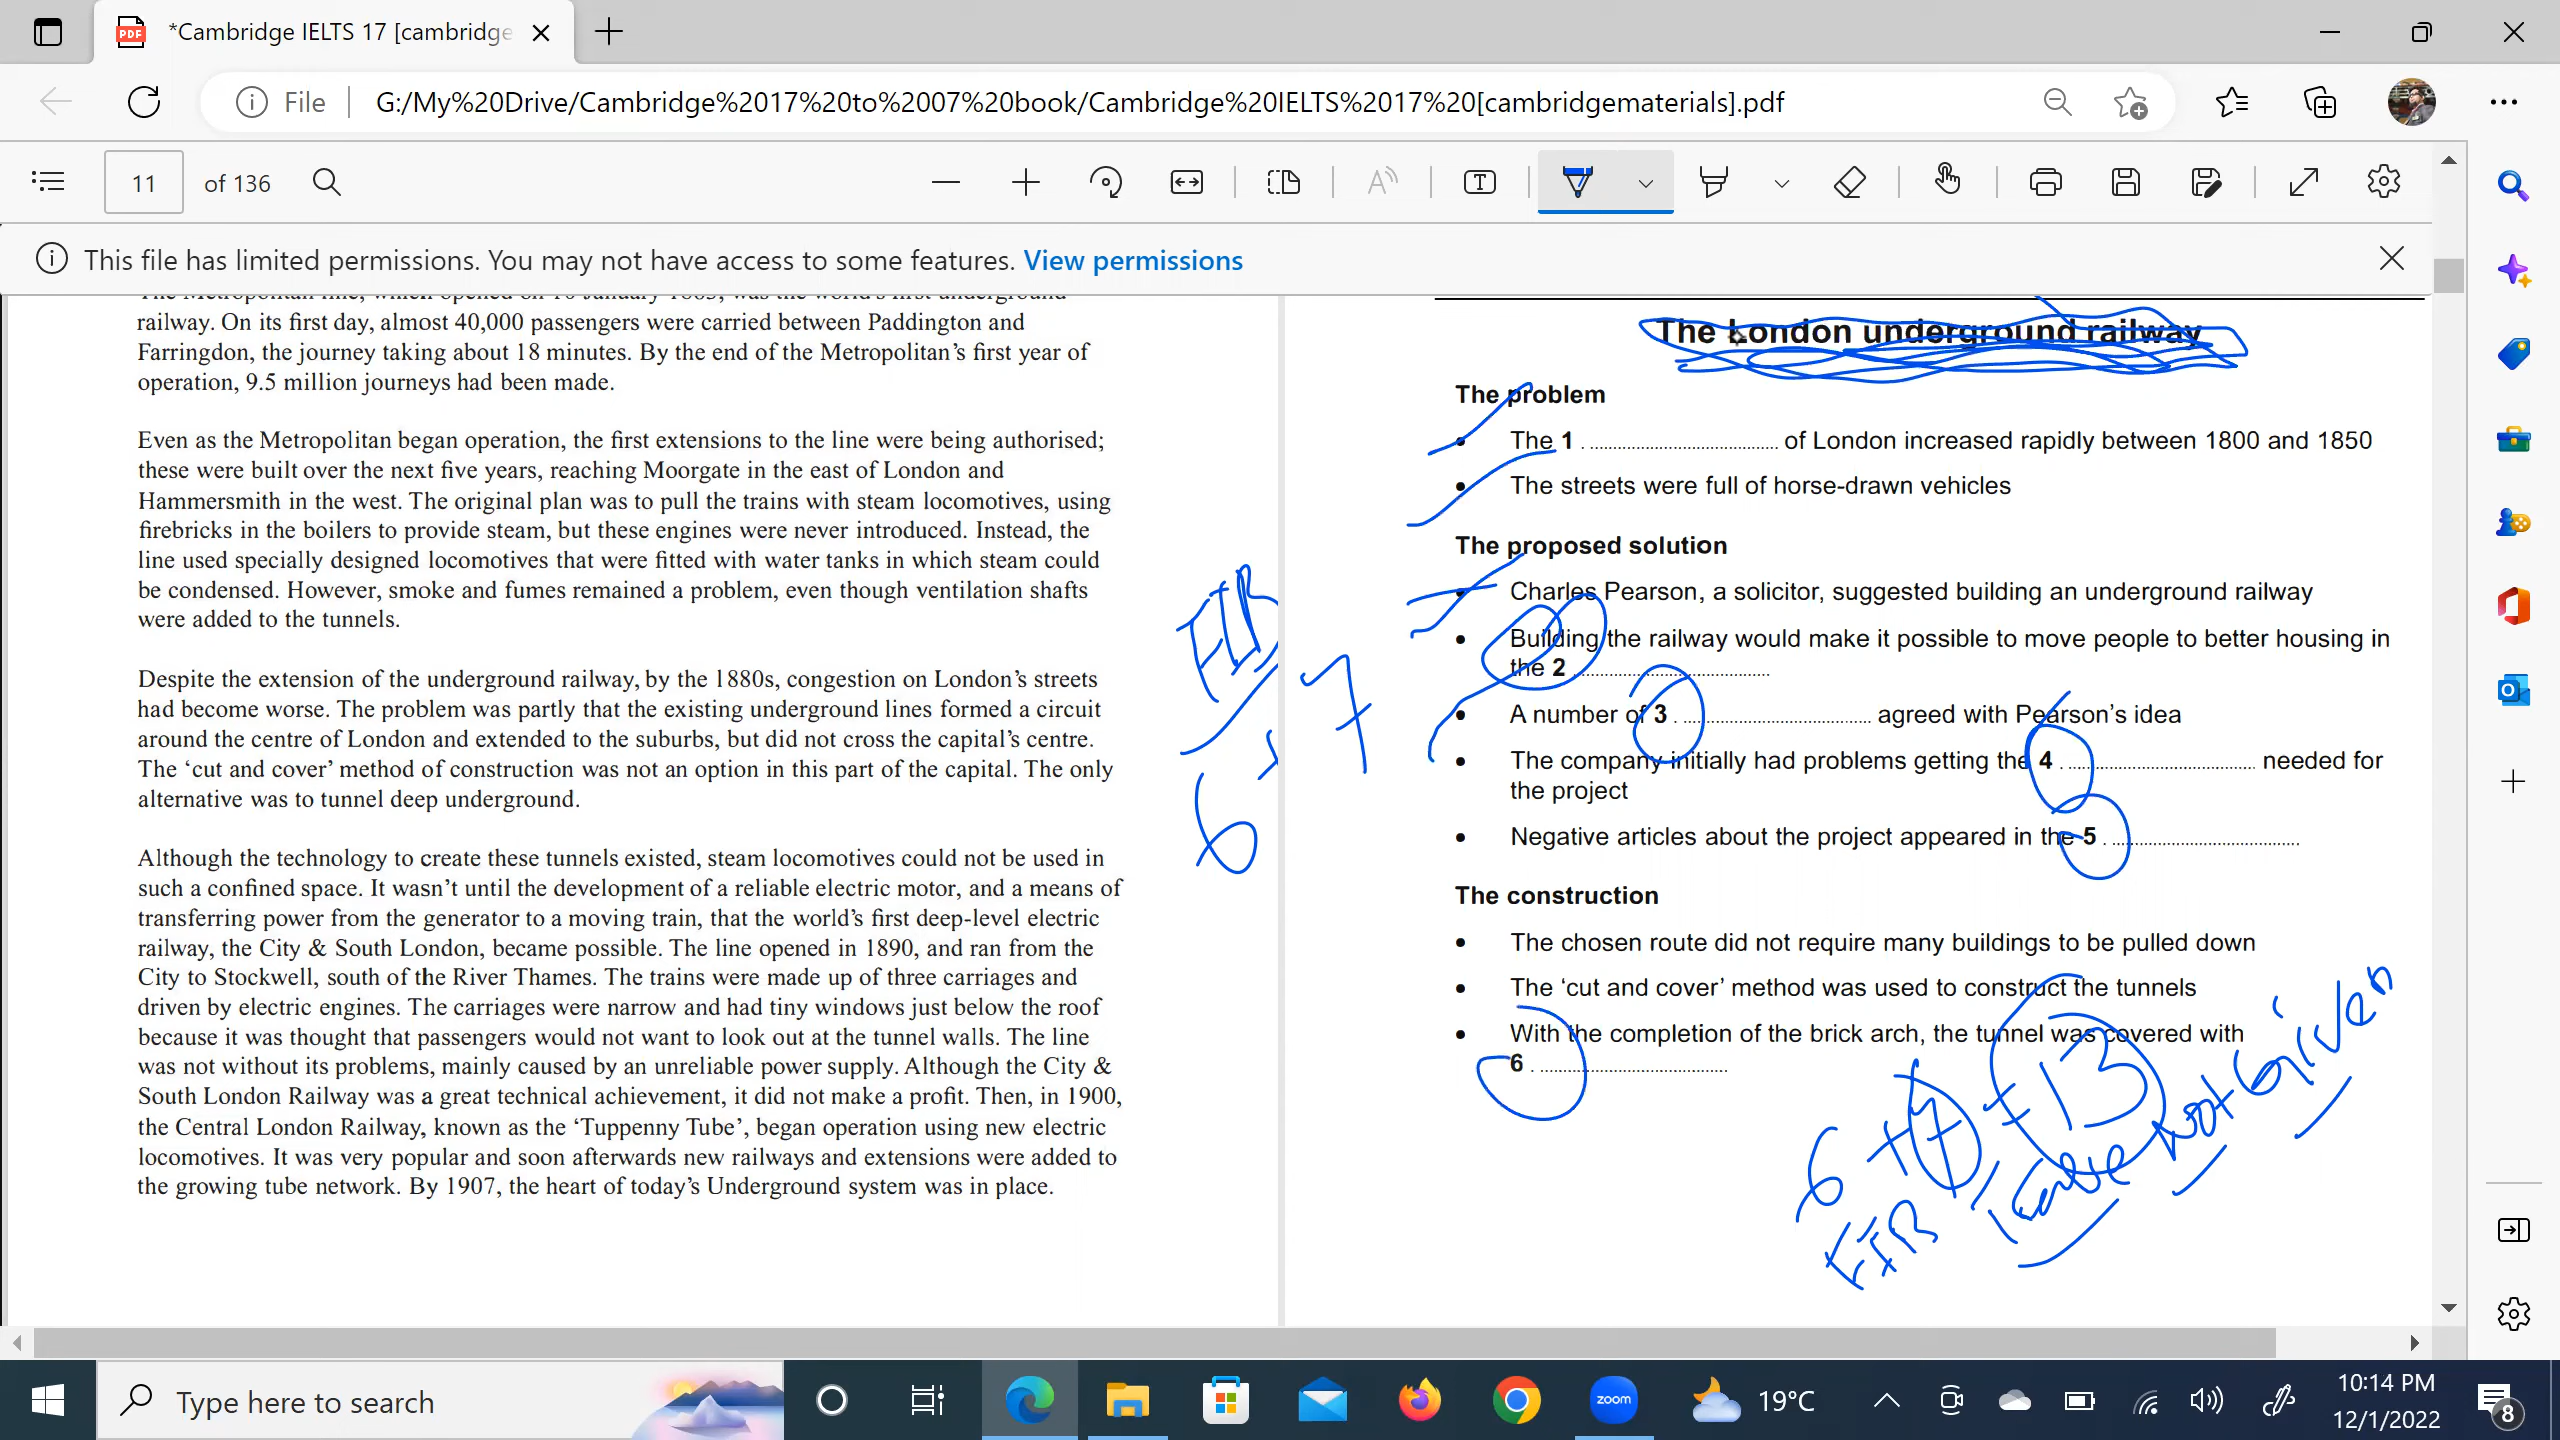 *Cambridge IELTS 17 [cambridge
File
G:/My%20Drive/Cambridge%2017%20to%2007%20book/Cambridge%20IELTS%2017%20[cambridgematerials].pdf
11 of 136
This file has limited permissions. You may not have access to some features. View permissions
The Metropolitan line, which opened on 10 January 1863, was the world's first underground
railway. On its first day, almost 40,000 passengers were carried between Paddington and
Farringdon, the journey taking about 18 minutes. By the end of the Metropolitan's first year of
operation, 9.5 million journeys had been made.
Even as the Metropolitan began operation, the first extensions to the line were being authorised;
these were built over the next five years, reaching Moorgate in the east of London and
Hammersmith in the west. The original plan was to pull the trains with steam locomotives, using
firebricks in the boilers to provide steam, but these engines were never introduced. Instead, the
line used specially designed locomotives that were fitted with water tanks in which steam could
be condensed. However, smoke and fumes remained a problem, even though ventilation shafts
were added to the tunnels.
Despite the extension of the underground railway, by the 1880s, congestion on London's streets
had become worse. The problem was partly that the existing underground lines formed a circuit
around the centre of London and extended to the suburbs, but did not cross the capital's centre.
The 'cut and cover' method of construction was not an option in this part of the capital. The only
alternative was to tunnel deep underground.
Although the technology to create these tunnels existed, steam locomotives could not be used in
such a confined space. It wasn't until the development of a reliable electric motor, and a means of
transferring power from the generator to a moving train, that the world's first deep-level electric
railway, the City & South London, became possible. The line opened in 1890, and ran from the
City to Stockwell, south of the River Thames. The trains were made up of three carriages and
driven by electric engines. The carriages were narrow and had tiny windows just below the roof
because it was thought that passengers would not want to look out at the tunnel walls. The line
was not without its problems, mainly caused by an unreliable power supply. Although the City &
South London Railway was a great technical achievement, it did not make a profit. Then, in 1900,
the Central London Railway, known as the 'Tuppenny Tube', began operation using new electric
locomotives. It was very popular and soon afterwards new railways and extensions were added to
the growing tube network. By 1907, the heart of today's Underground system was in place.
FIB
6 + 7
The London underground railway
The problem
• The 1 .................................. of London increased rapidly between 1800 and 1850
• The streets were full of horse-drawn vehicles
The proposed solution
• Charles Pearson, a solicitor, suggested building an underground railway
• Building the railway would make it possible to move people to better housing in
the 2 ..................................
• A number of 3 .................................. agreed with Pearson's idea
• The company initially had problems getting the 4 .................................. needed for
the project
• Negative articles about the project appeared in the 5 ..................................
The construction
• The chosen route did not require many buildings to be pulled down
• The 'cut and cover' method was used to construct the tunnels
• With the completion of the brick arch, the tunnel was covered with
6 ..................................
6 + 7 = 13
FIB Not Given
Type here to search
zoom
19°C
10:14 PM
12/1/2022
8